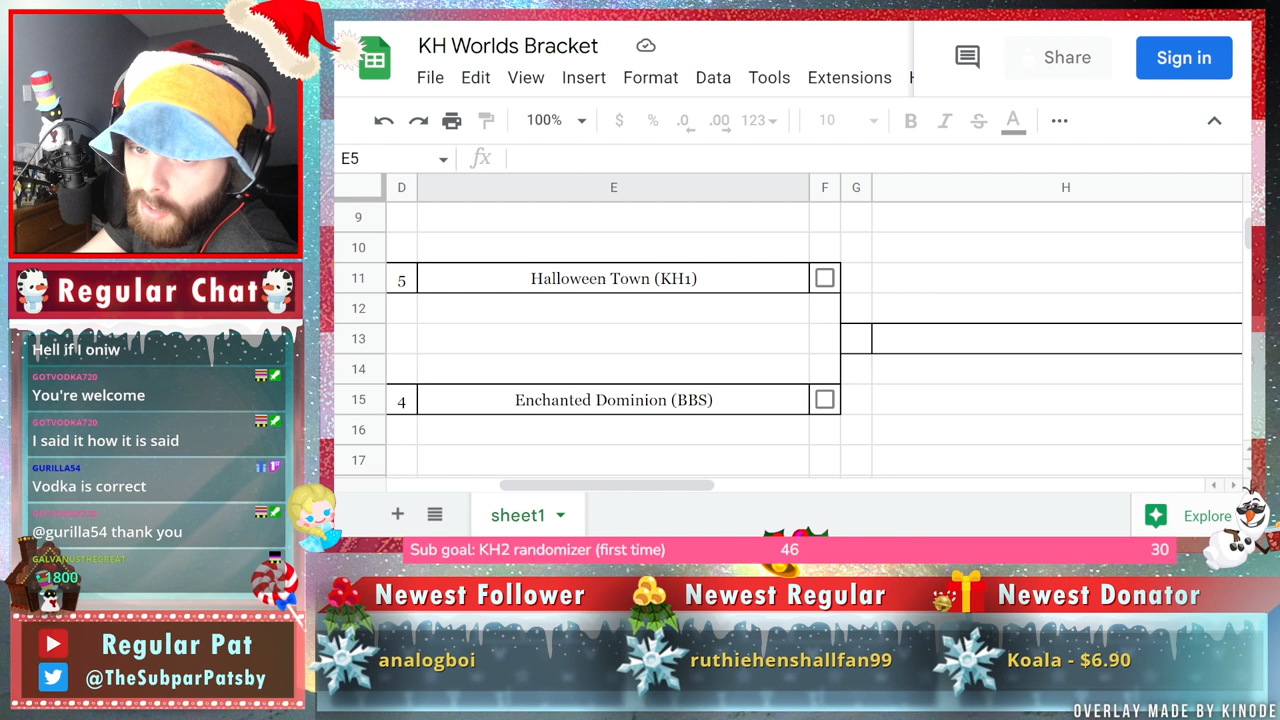 KH Worlds Bracket
File Edit View Insert Format Data Tools Extensions
Share
Sign in
100% $ % .0 .00 123 10 B I S A
E5 fx
D E F G H
9
10
11 5 Halloween Town (KH1)
12
13
14
15 4 Enchanted Dominion (BBS)
16
17
sheet1
Explore
Regular Chat
Hell if I oniw
GOTVODKA720
You're welcome
GOTVODKA720
I said it how it is said
GURILLA54
Vodka is correct
@gurilla54 thank you
GALVANUSTHEGREAT
1800
Regular Pat
@TheSubparPatsby
Sub goal: KH2 randomizer (first time) 46 30
Newest Follower
analogboi
Newest Regular
ruthiehenshallfan99
Newest Donator
Koala - $6.90
OVERLAY MADE BY KINODE